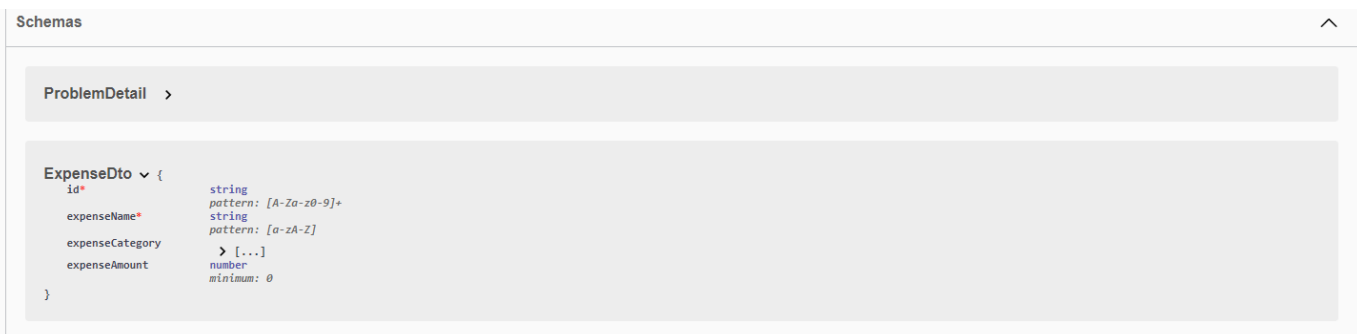 Schemas
ProblemDetail
ExpenseDto {
id* string
pattern: [A-Za-z0-9]+
expenseName* string
pattern: [a-zA-Z]
expenseCategory [...]
expenseAmount number
minimum: 0
}